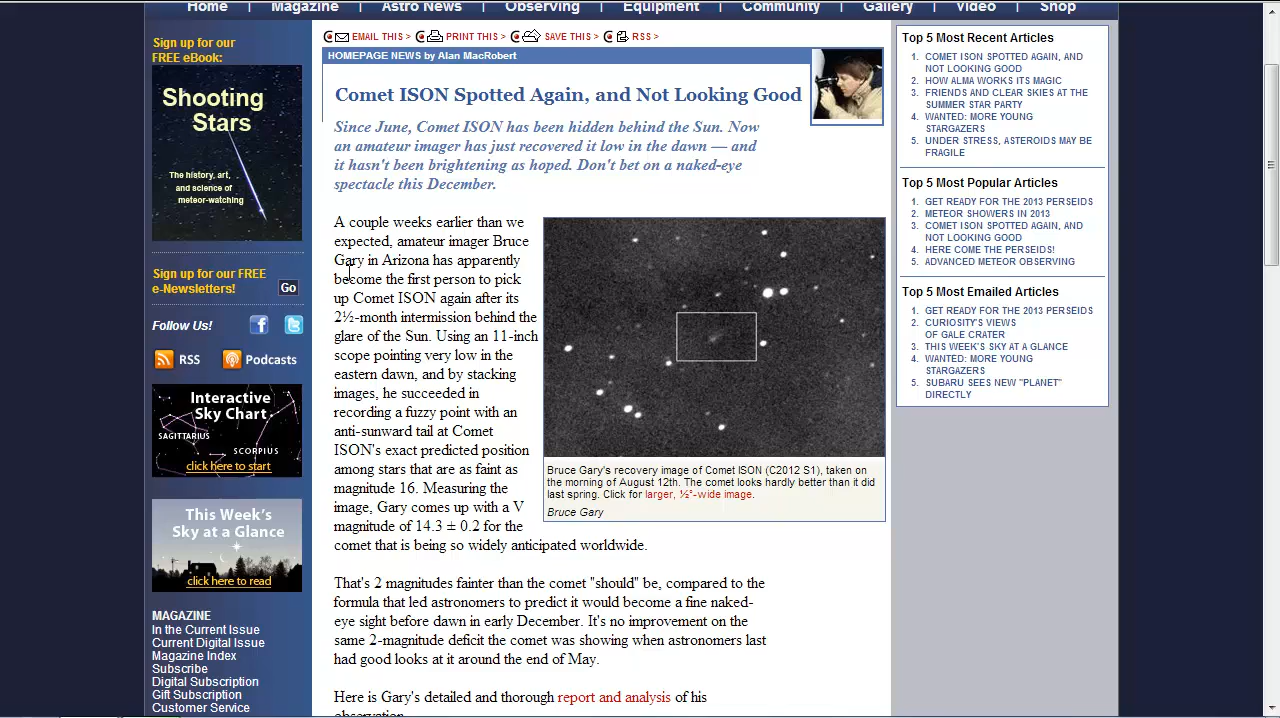 Home | Magazine | Astro News | Observing | Equipment | Community | Gallery | Video | Shop
Sign up for our
FREE eBook:
Shooting
Stars
The history, art,
and science of
meteor-watching
Sign up for our FREE
e-Newsletters!
Go
Follow Us!
RSS
Podcasts
Interactive
Sky Chart
SAGITTARIUS
SCORPIUS
click here to start
This Week's
Sky at a Glance
click here to read
MAGAZINE
In the Current Issue
Current Digital Issue
Magazine Index
Subscribe
Digital Subscription
Gift Subscription
Customer Service
EMAIL THIS > PRINT THIS > SAVE THIS > RSS >
HOMEPAGE NEWS by Alan MacRobert
Comet ISON Spotted Again, and Not Looking Good
Since June, Comet ISON has been hidden behind the Sun. Now
an amateur imager has just recovered it low in the dawn — and
it hasn't been brightening as hoped. Don't bet on a naked-eye
spectacle this December.
A couple weeks earlier than we
expected, amateur imager Bruce
Gary in Arizona has apparently
become the first person to pick
up Comet ISON again after its
2½-month intermission behind the
glare of the Sun. Using an 11-inch
scope pointing very low in the
eastern dawn, and by stacking
images, he succeeded in
recording a fuzzy point with an
anti-sunward tail at Comet
ISON's exact predicted position
among stars that are as faint as
magnitude 16. Measuring the
image, Gary comes up with a V
magnitude of 14.3 ± 0.2 for the
comet that is being so widely anticipated worldwide.
Bruce Gary's recovery image of Comet ISON (C2012 S1), taken on
the morning of August 12th. The comet looks hardly better than it did
last spring. Click for larger, ½°-wide image.
Bruce Gary
That's 2 magnitudes fainter than the comet "should" be, compared to the
formula that led astronomers to predict it would become a fine naked-
eye sight before dawn in early December. It's no improvement on the
same 2-magnitude deficit the comet was showing when astronomers last
had good looks at it around the end of May.
Here is Gary's detailed and thorough report and analysis of his
observation.
Top 5 Most Recent Articles
1. COMET ISON SPOTTED AGAIN, AND
NOT LOOKING GOOD
2. HOW ALMA WORKS ITS MAGIC
3. FRIENDS AND CLEAR SKIES AT THE
SUMMER STAR PARTY
4. WANTED: MORE YOUNG
STARGAZERS
5. UNDER STRESS, ASTEROIDS MAY BE
FRAGILE
Top 5 Most Popular Articles
1. GET READY FOR THE 2013 PERSEIDS
2. METEOR SHOWERS IN 2013
3. COMET ISON SPOTTED AGAIN, AND
NOT LOOKING GOOD
4. HERE COME THE PERSEIDS!
5. ADVANCED METEOR OBSERVING
Top 5 Most Emailed Articles
1. GET READY FOR THE 2013 PERSEIDS
2. CURIOSITY'S VIEWS
OF GALE CRATER
3. THIS WEEK'S SKY AT A GLANCE
4. WANTED: MORE YOUNG
STARGAZERS
5. SUBARU SEES NEW "PLANET"
DIRECTLY